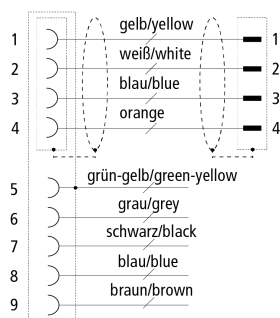 1 gelb/yellow 1
2 weiß/white 2
3 blau/blue 3
4 orange 4
5 grün-gelb/green-yellow
6 grau/grey
7 schwarz/black
8 blau/blue
9 braun/brown